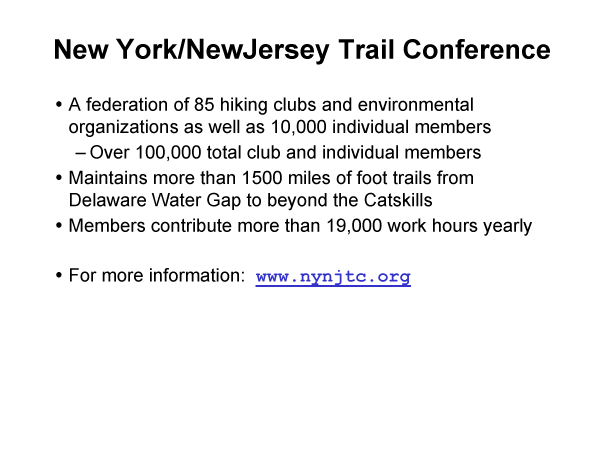 New York/NewJersey Trail Conference
• A federation of 85 hiking clubs and environmental
organizations as well as 10,000 individual members
– Over 100,000 total club and individual members
• Maintains more than 1500 miles of foot trails from
Delaware Water Gap to beyond the Catskills
• Members contribute more than 19,000 work hours yearly
• For more information: www.nynjtc.org